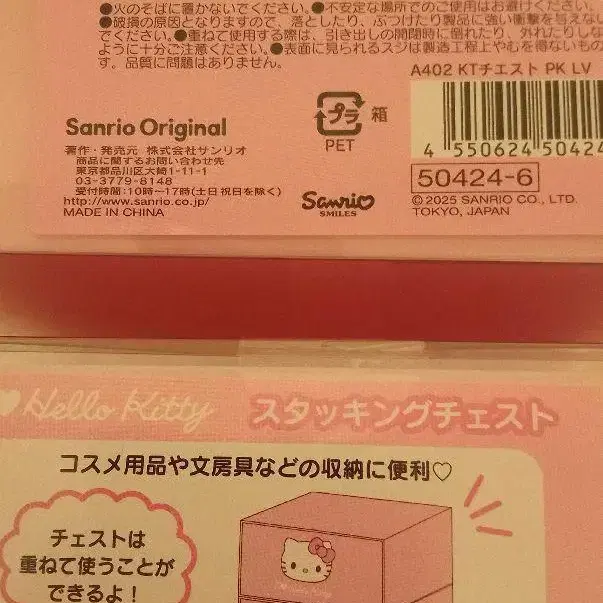 火のそばに置かないでください。●不安定な場所でのご使用はお避けください。
●破損の原因となりますので、落としたり、ぶつけたり製品に強い衝撃を与えない
でください。●重ねて使用する際は、引き出しの開閉時に倒れたり、外れたりしな
ように十分ご注意ください。●表面に見られるスジは製造工程上やむを得ないもの
す。品質に問題はありません。
A402 KTチエスト PK LV
Sanrio Original
プラ 箱
PET
著作・発売元 株式会社サンリオ
商品に関するお問い合わせ先
東京都品川区大崎1-11-1
03-3779-8148
受付時間:10時〜17時(土日祝日を除く)
http://www.sanrio.co.jp/
MADE IN CHINA
Sanrio
SMILES
4 550624 50424
50424-6
©2025 SANRIO CO., LTD.
TOKYO, JAPAN
Hello Kitty スタッキングチェスト
コスメ用品や文房具などの収納に便利♡
チェストは
重ねて使うことが
できるよ!
Hello Kitty